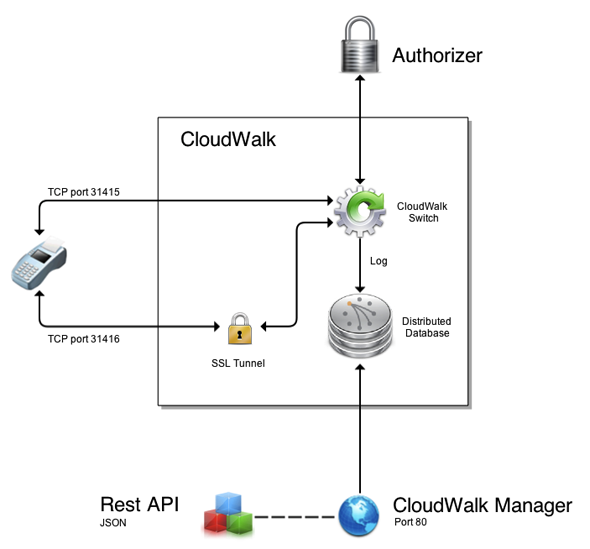 Authorizer
CloudWalk
TCP port 31415
CloudWalk
Switch
Log
Distributed
Database
TCP port 31416
SSL Tunnel
Rest API
JSON
CloudWalk Manager
Port 80